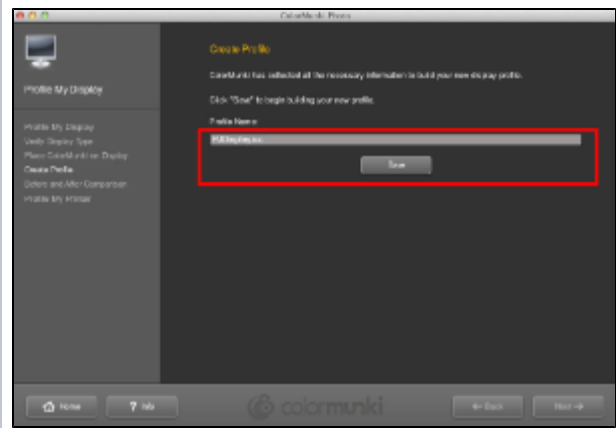 ColorMunki Photo
Profile My Display
Profile My Display
Verify Display Type
Place ColorMunki on Display
Create Profile
Before and After Comparison
Profile My Printer
Create Profile
ColorMunki has collected all the necessary information to build your new display profile.
Click "Save" to begin building your new profile.
Profile Name:
Save
Home
? Info
colormunki
Back
Next